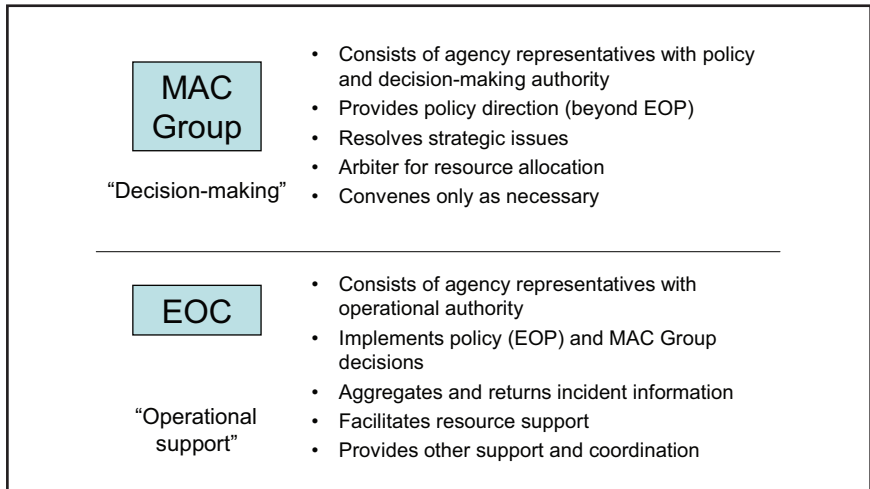 MAC
Group
“Decision-making”
• Consists of agency representatives with policy
and decision-making authority
• Provides policy direction (beyond EOP)
• Resolves strategic issues
• Arbiter for resource allocation
• Convenes only as necessary
EOC
“Operational
support”
• Consists of agency representatives with
operational authority
• Implements policy (EOP) and MAC Group
decisions
• Aggregates and returns incident information
• Facilitates resource support
• Provides other support and coordination